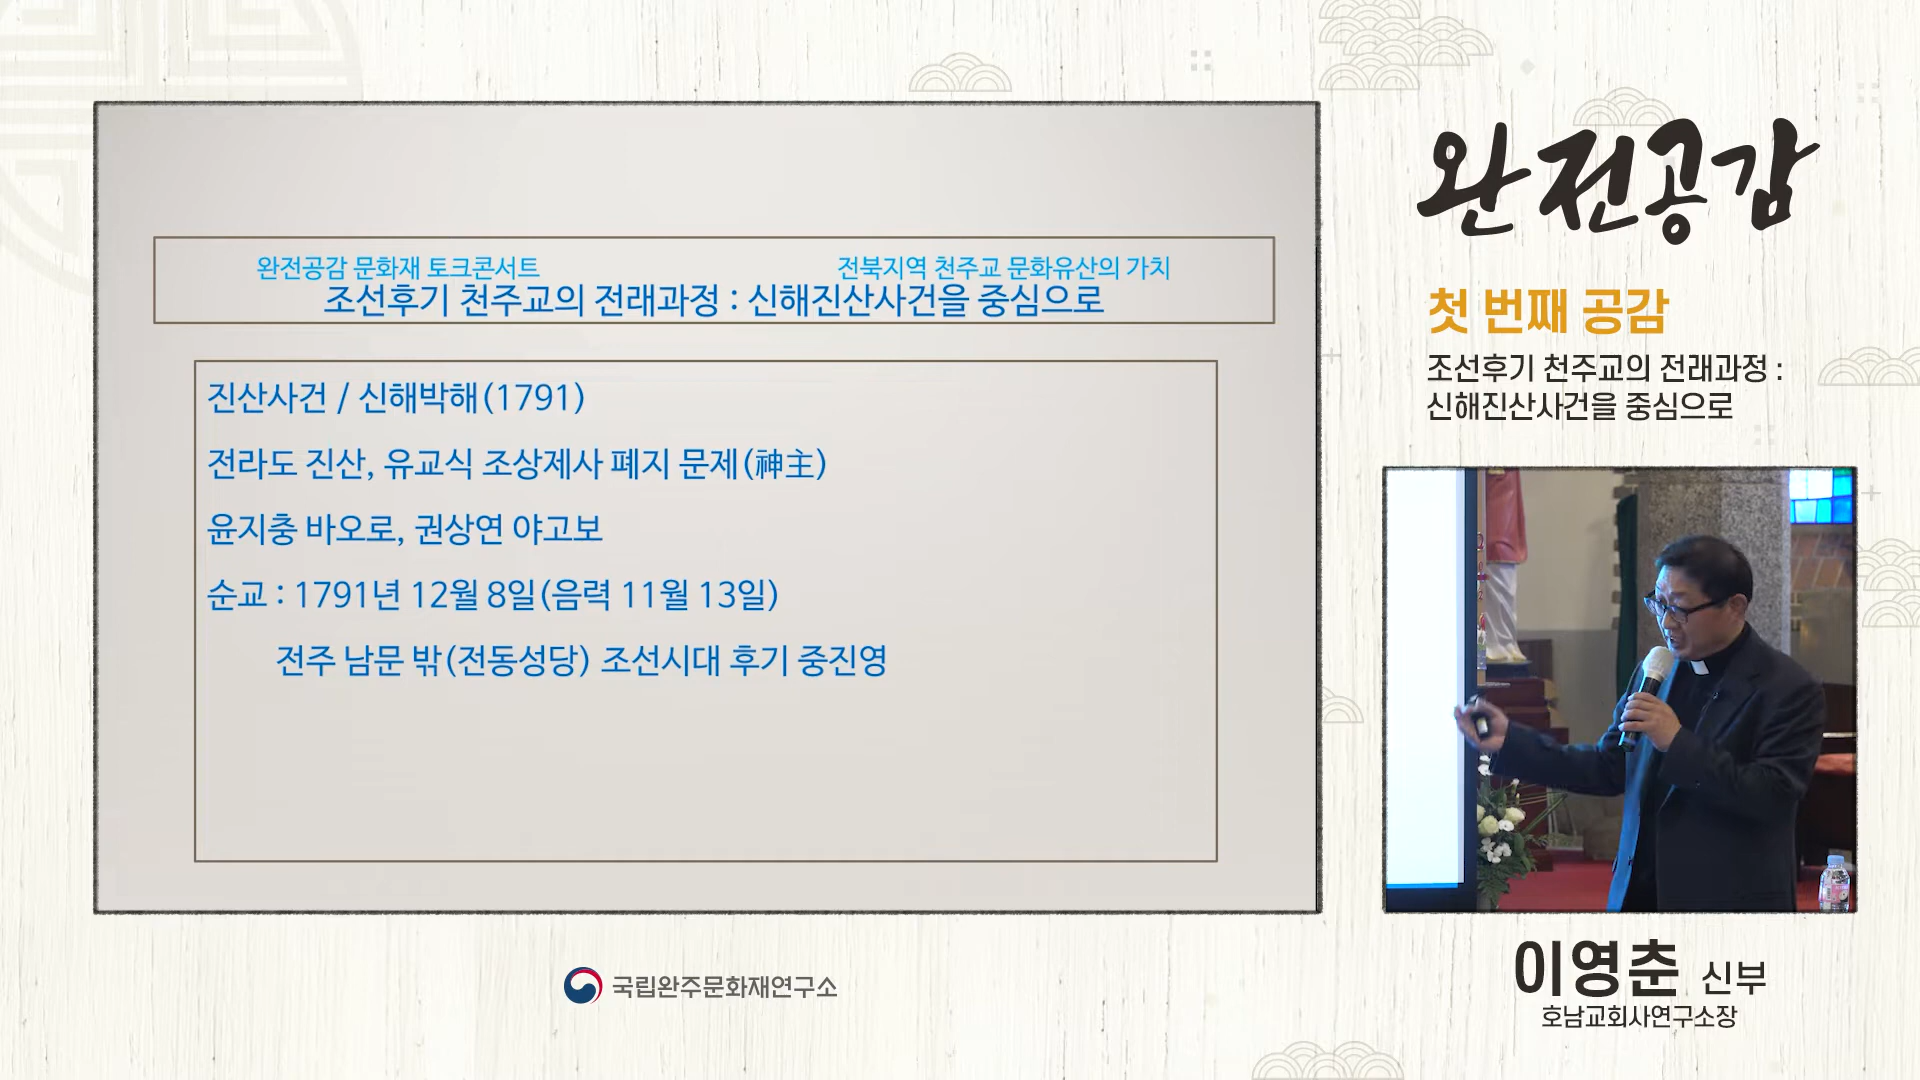 완전공감 문화재 토크콘서트 전북지역 천주교 문화유산의 가치
조선후기 천주교의 전래과정 : 신해진산사건을 중심으로
진산사건 / 신해박해(1791)
전라도 진산, 유교식 조상제사 폐지 문제(神主)
윤지충 바오로, 권상연 야고보
순교 : 1791년 12월 8일(음력 11월 13일)
전주 남문 밖(전동성당) 조선시대 후기 중진영
완전공감
첫 번째 공감
조선후기 천주교의 전래과정 :
신해진산사건을 중심으로
이영춘 신부
호남교회사연구소장
국립완주문화재연구소